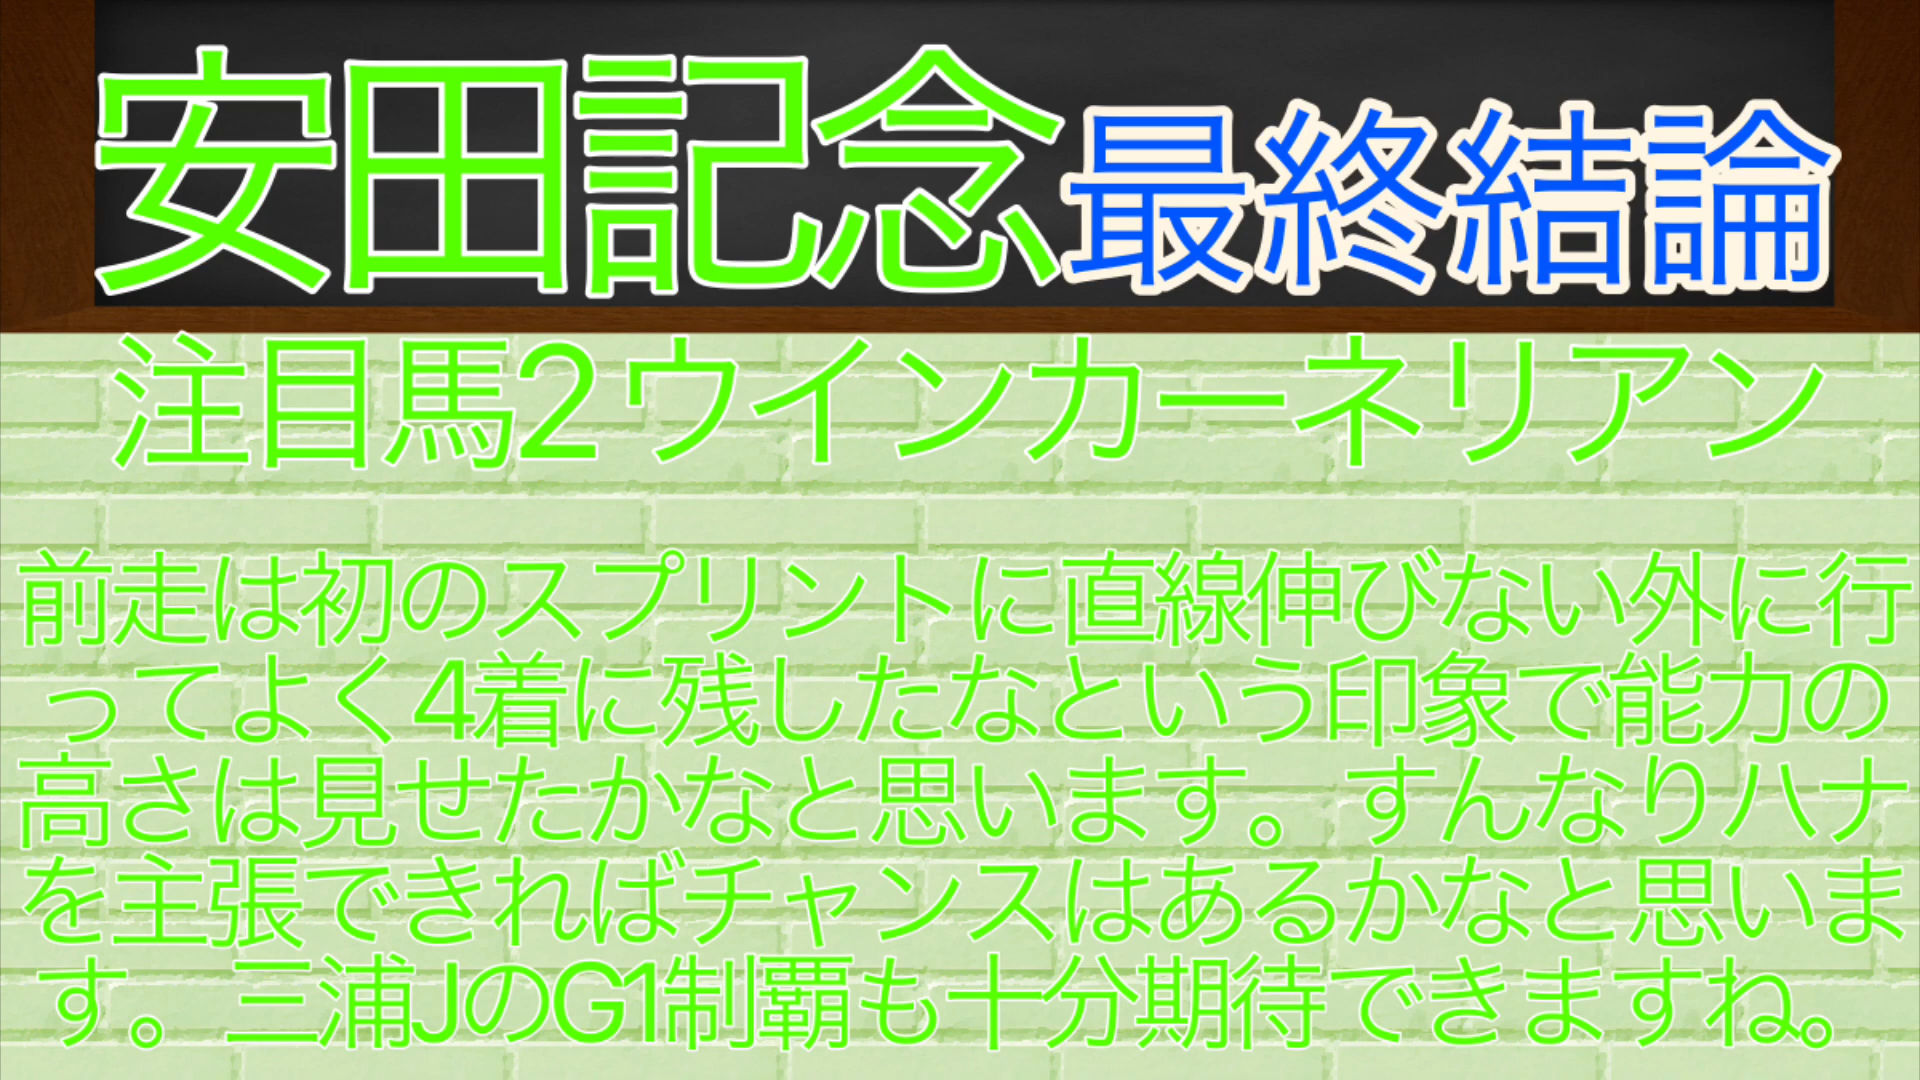 安田記念最終結論
注目馬2ウインカーネリアン
前走は初のスプリントに直線伸びない外に行
ってよく4着に残したなという印象で能力の
高さは見せたかなと思います。すんなりハナ
を主張できればチャンスはあるかなと思いま
す。三浦JのG1制覇も十分期待できますね。